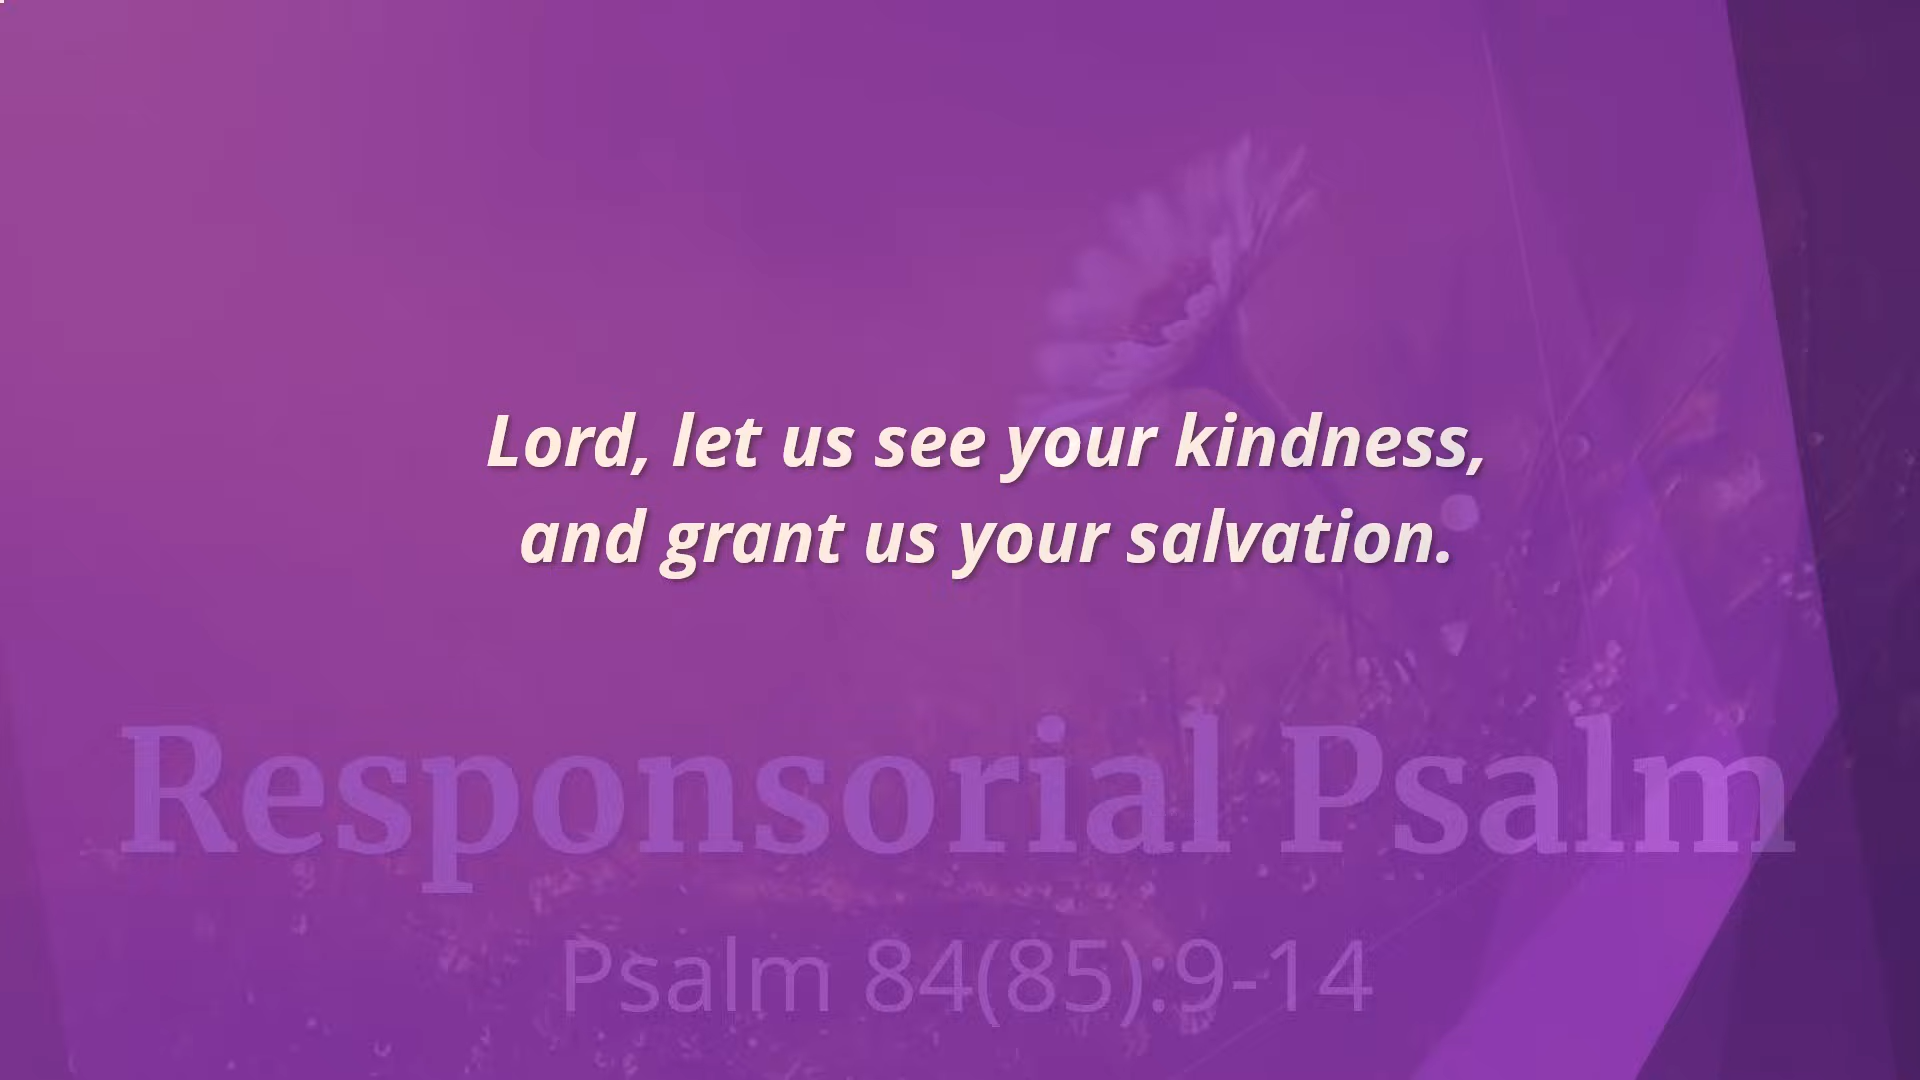 Lord, let us see your kindness,
and grant us your salvation.
Responsorial Psalm
Psalm 84(85):9-14